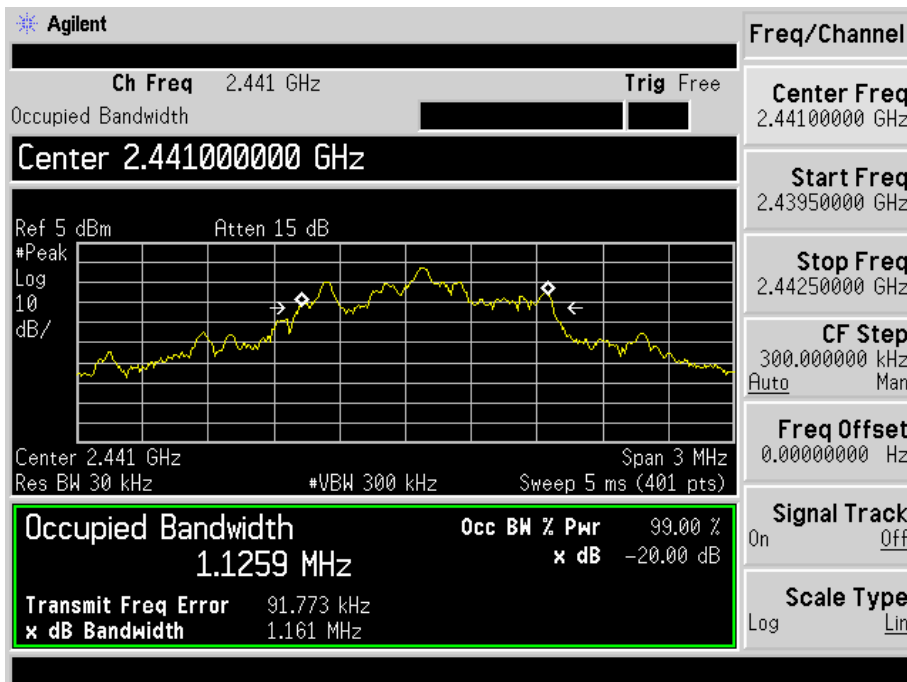 Agilent
Freq/Channel
Ch Freq 2.441 GHz Trig Free
Occupied Bandwidth
Center 2.441000000 GHz
Ref 5 dBm Atten 15 dB
#Peak
Log
10
dB/
Center 2.441 GHz Span 3 MHz
Res BW 30 kHz #VBW 300 kHz Sweep 5 ms (401 pts)
Occupied Bandwidth
1.1259 MHz
Occ BW % Pwr 99.00 %
x dB -20.00 dB
Transmit Freq Error 91.773 kHz
x dB Bandwidth 1.161 MHz
Center Freq
2.44100000 GHz
Start Freq
2.43950000 GHz
Stop Freq
2.44250000 GHz
CF Step
300.000000 kHz
Auto Man
Freq Offset
0.00000000 Hz
Signal Track
On Off
Scale Type
Log Lin